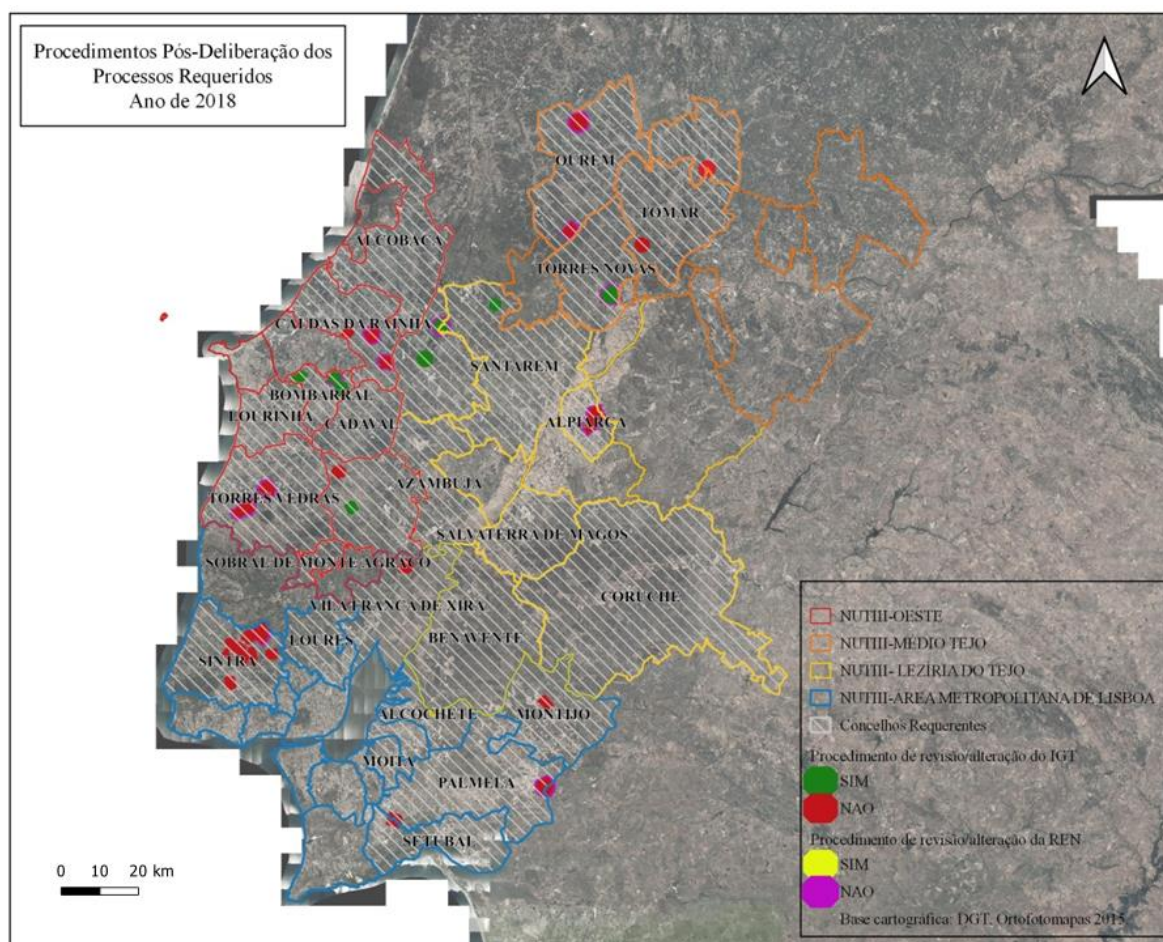 Procedimentos Pós-Deliberação dos
Processos Requeridos
Ano de 2018
OUREM
TOMAR
ALCOBAÇA
TORRES NOVAS
CALDAS DA RAINHA
SANTAREM
BOMBARRAL
LOURINHÃ
CADAVAL
ALPIARÇA
AZAMBUJA
TORRES VEDRAS
SALVATERRA DE MAGOS
SOBRAL DE MONTE AGRAÇO
CORUCHE
VILA FRANCA DE XIRA
BENAVENTE
LOURES
SINTRA
ALCOCHETE
MONTIJO
MOITA
PALMELA
SETUBAL
0 10 20 km
NUTIII-OESTE
NUTIII-MEDIO TEJO
NUTIII- LEZÍRIA DO TEJO
NUTIII-AREA METROPOLITANA DE LISBOA
Concelhos Requerentes
Procedimento de revisão/alteração do IGT
SIM
NAO
Procedimento de revisão/alteração da REN
SIM
NAO
Base cartográfica: DGT. Ortofotomapas 2015